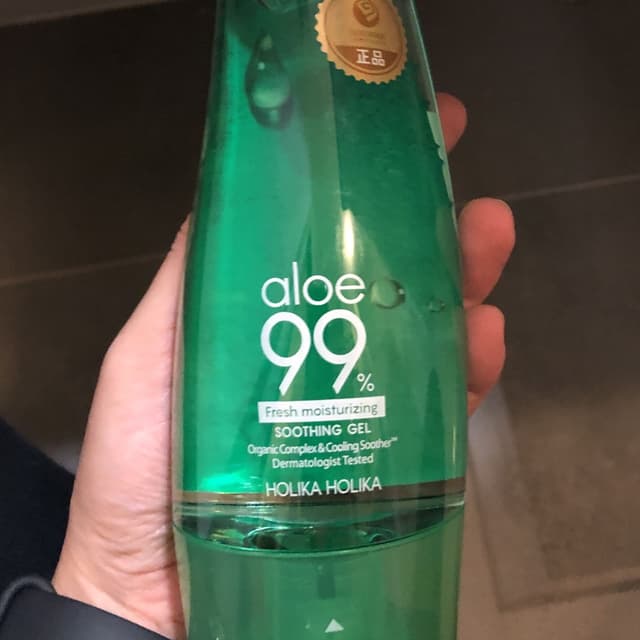 正品
aloe
99%
Fresh moisturizing
SOOTHING GEL
Organic Complex & Cooling Soother™
Dermatologist Tested
HOLIKA HOLIKA